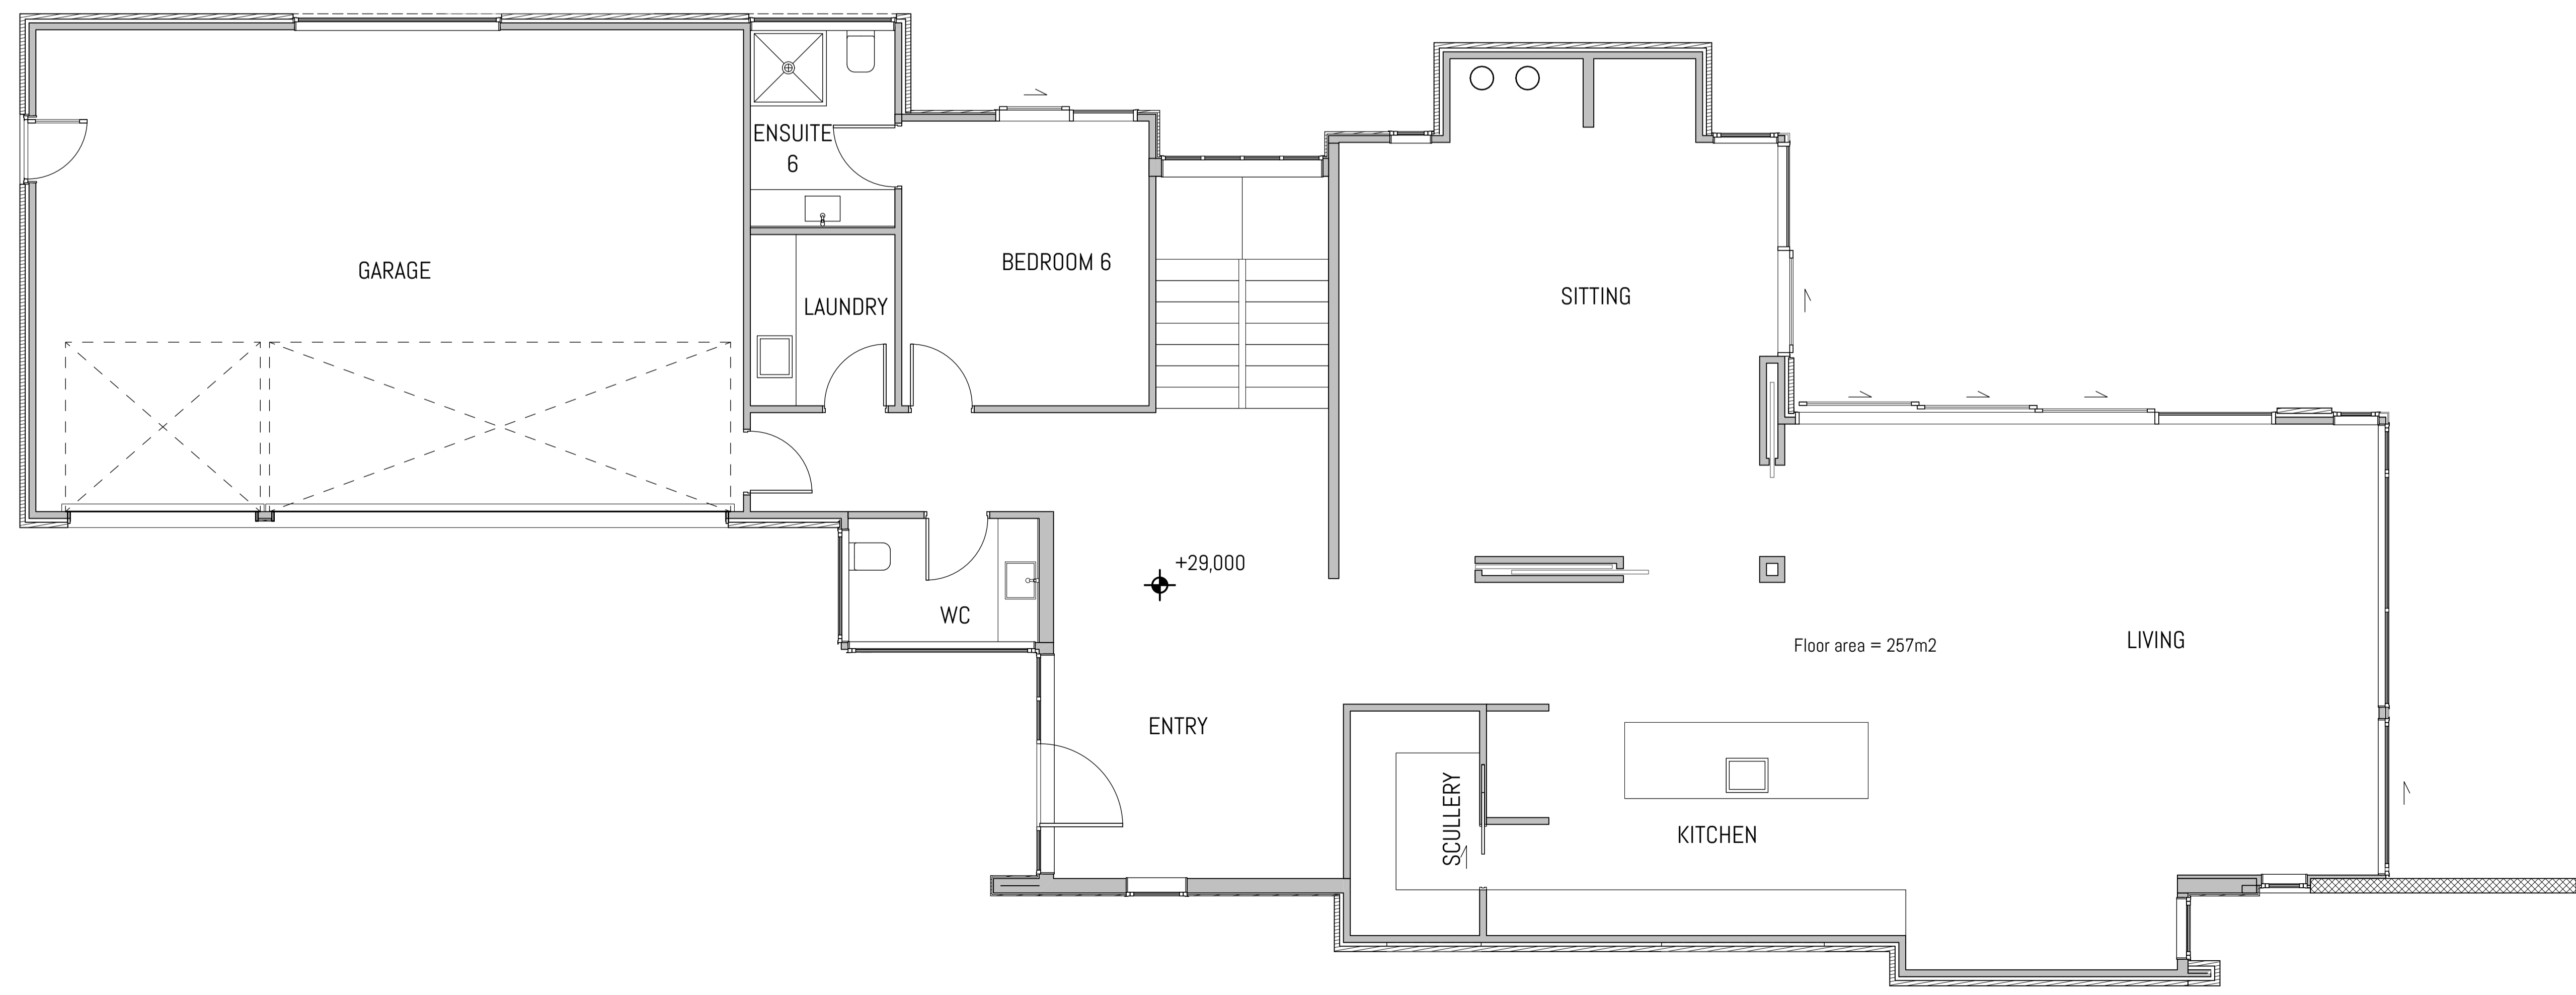 ENSUITE
6
GARAGE
BEDROOM 6
LAUNDRY
SITTING
+29,000
WC
Floor area = 257m2
LIVING
ENTRY
SCULLERY
KITCHEN